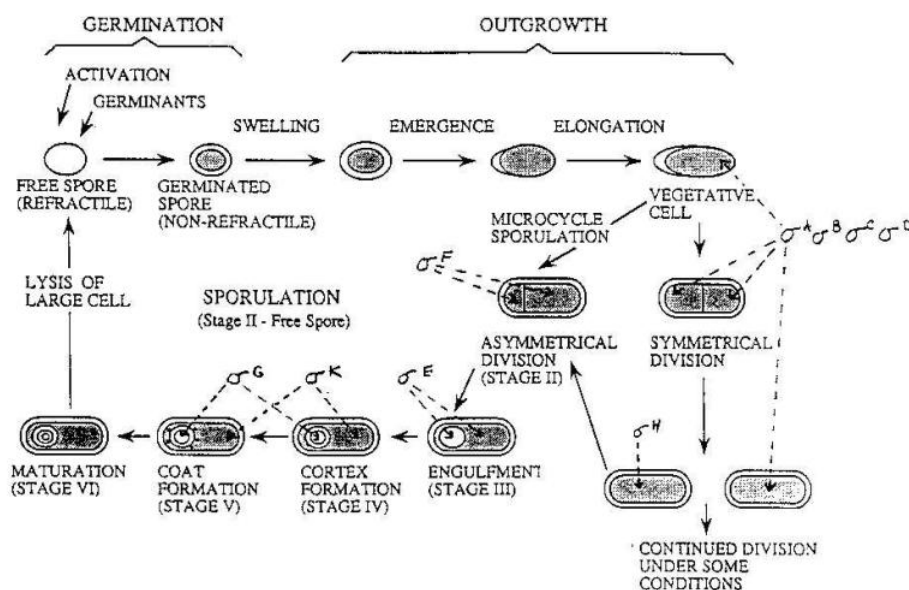 GERMINATION
OUTGROWTH
ACTIVATION
GERMINANTS
SWELLING
EMERGENCE
ELONGATION
FREE SPORE
(REFRACTILE)
GERMINATED
SPORE
(NON-REFRACTILE)
VEGETATIVE
CELL
MICROCYCLE
SPORULATION
σA σB σC σD
σF
LYSIS OF
LARGE CELL
SPORULATION
(Stage II - Free Spore)
ASYMMETRICAL
DIVISION
(STAGE II)
SYMMETRICAL
DIVISION
σG
σK
σE
σH
MATURATION
(STAGE VI)
COAT
FORMATION
(STAGE V)
CORTEX
FORMATION
(STAGE IV)
ENGULFMENT
(STAGE III)
CONTINUED DIVISION
UNDER SOME
CONDITIONS